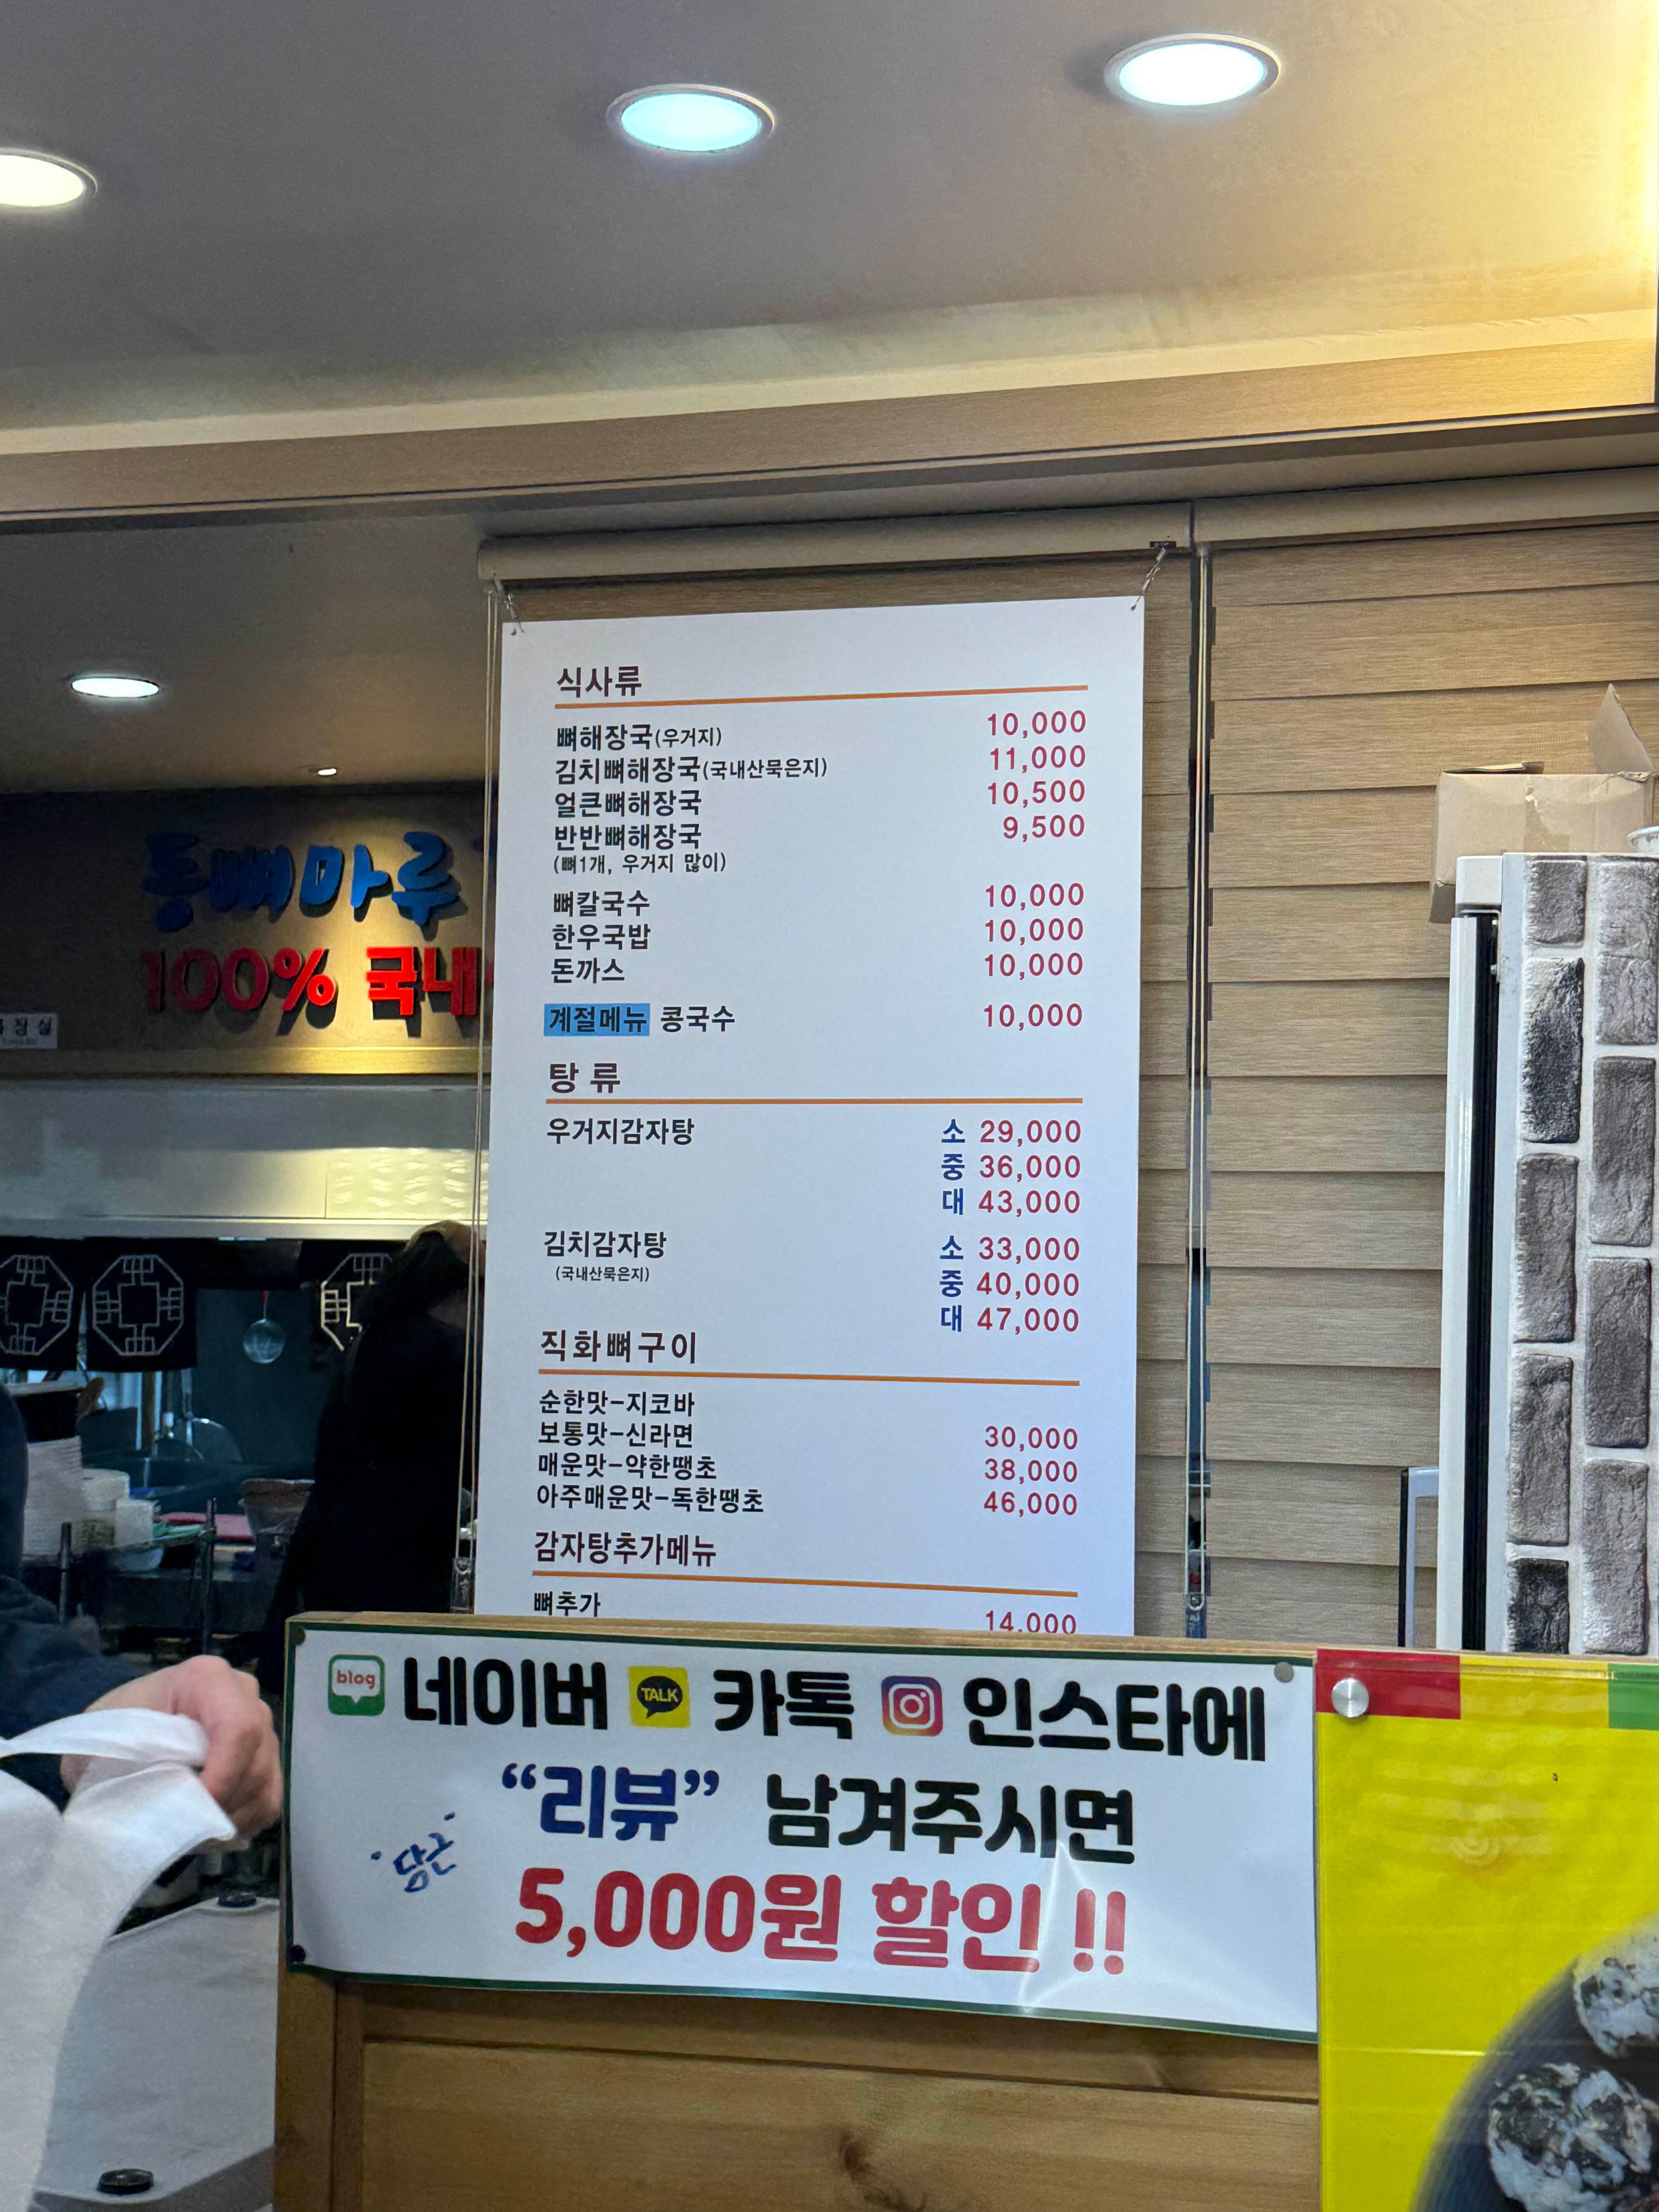 식사류
뼈해장국(우거지) 10,000
김치뼈해장국(국내산묵은지) 11,000
얼큰뼈해장국 10,500
반반뼈해장국 9,500
(뼈1개, 우거지 많이)
뼈칼국수 10,000
한우국밥 10,000
돈까스 10,000
계절메뉴 콩국수 10,000
탕 류
우거지감자탕 소 29,000
중 36,000
대 43,000
김치감자탕 소 33,000
(국내산묵은지) 중 40,000
대 47,000
직화뼈구이
순한맛-지코바
보통맛-신라면 30,000
매운맛-약한땡초 38,000
아주매운맛-독한땡초 46,000
감자탕추가메뉴
뼈추가 14,000
통뼈마루
100% 국내
장실
blog 네이버 TALK 카톡 인스타에
“리뷰” 남겨주시면
당근
5,000원 할인 !!